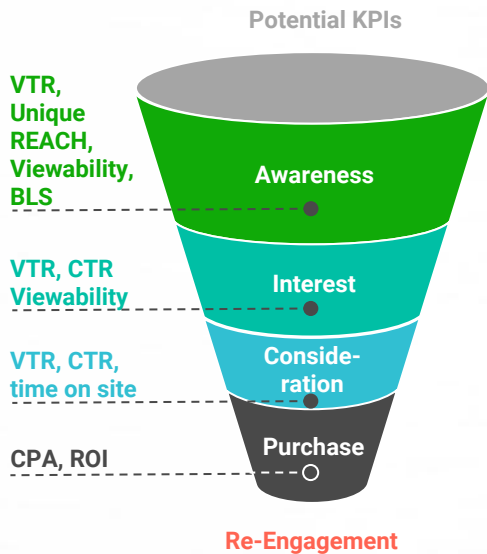 Potential KPIs
VTR,
Unique
REACH,
Viewability,
BLS
Awareness
VTR, CTR
Viewability
Interest
VTR, CTR,
time on site
Conside-
ration
CPA, ROI
Purchase
Re-Engagement